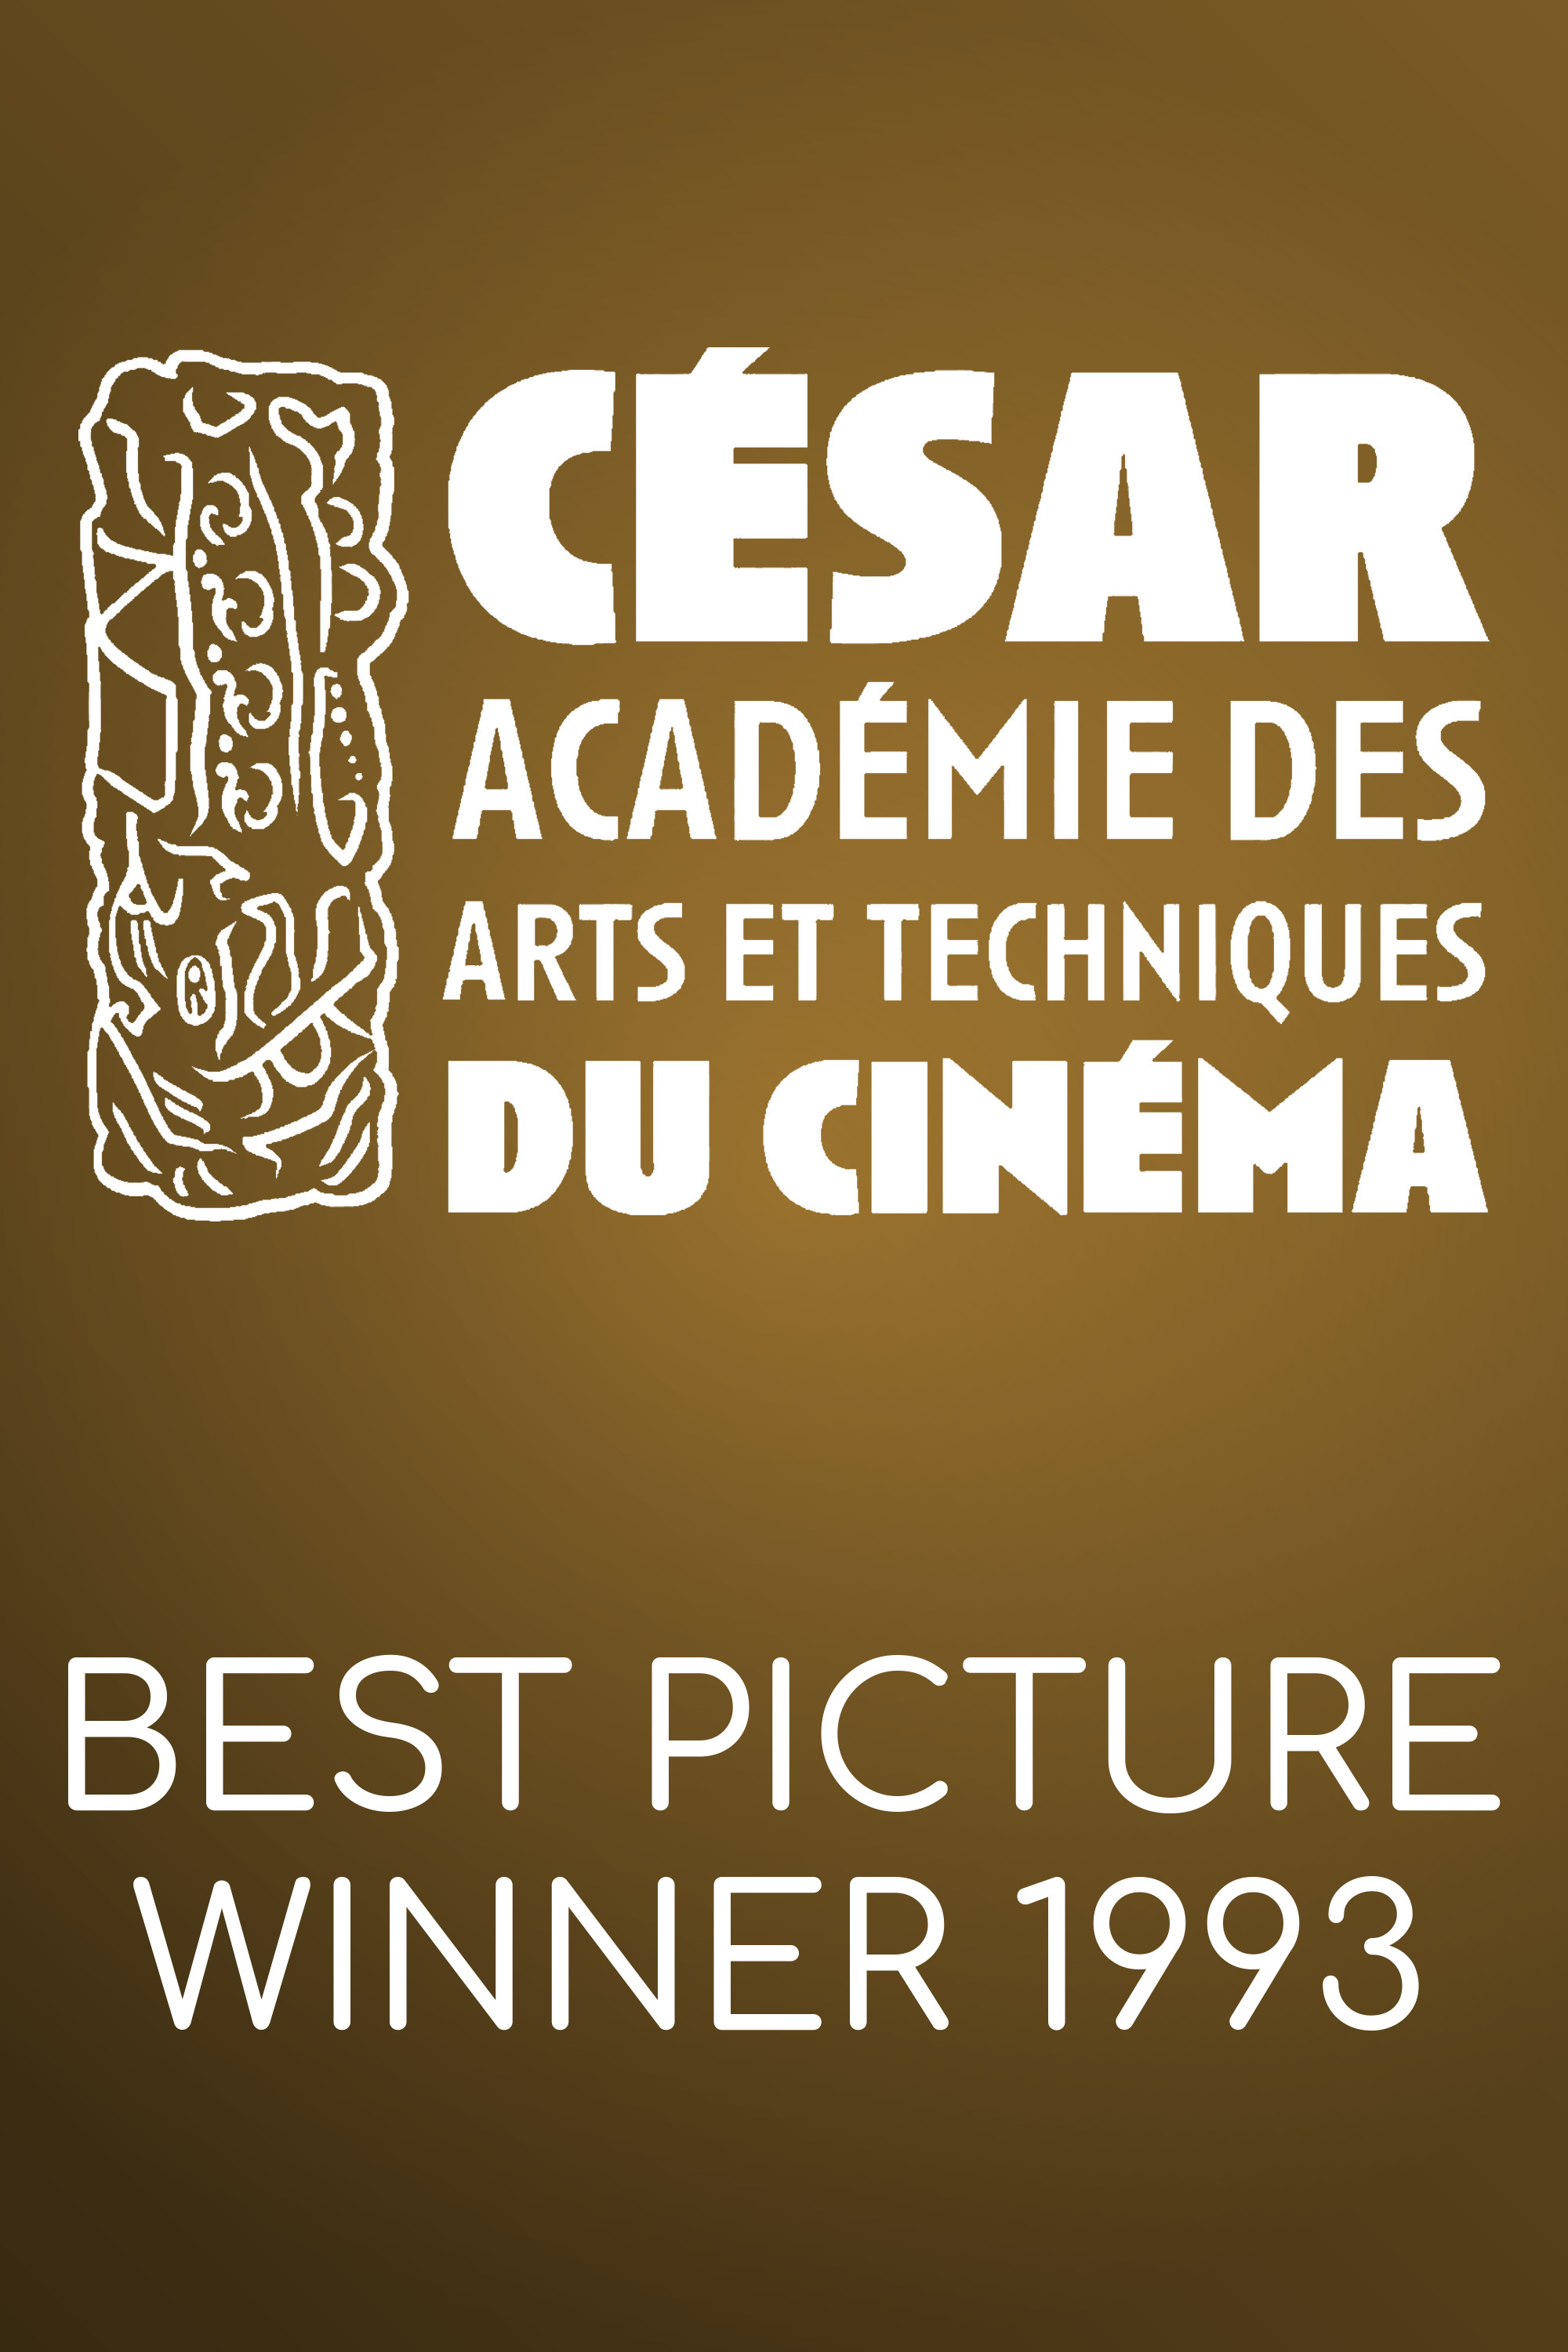 CÉSAR
ACADÉMIE DES
ARTS ET TECHNIQUES
DU CINÉMA
BEST PICTURE
WINNER 1993